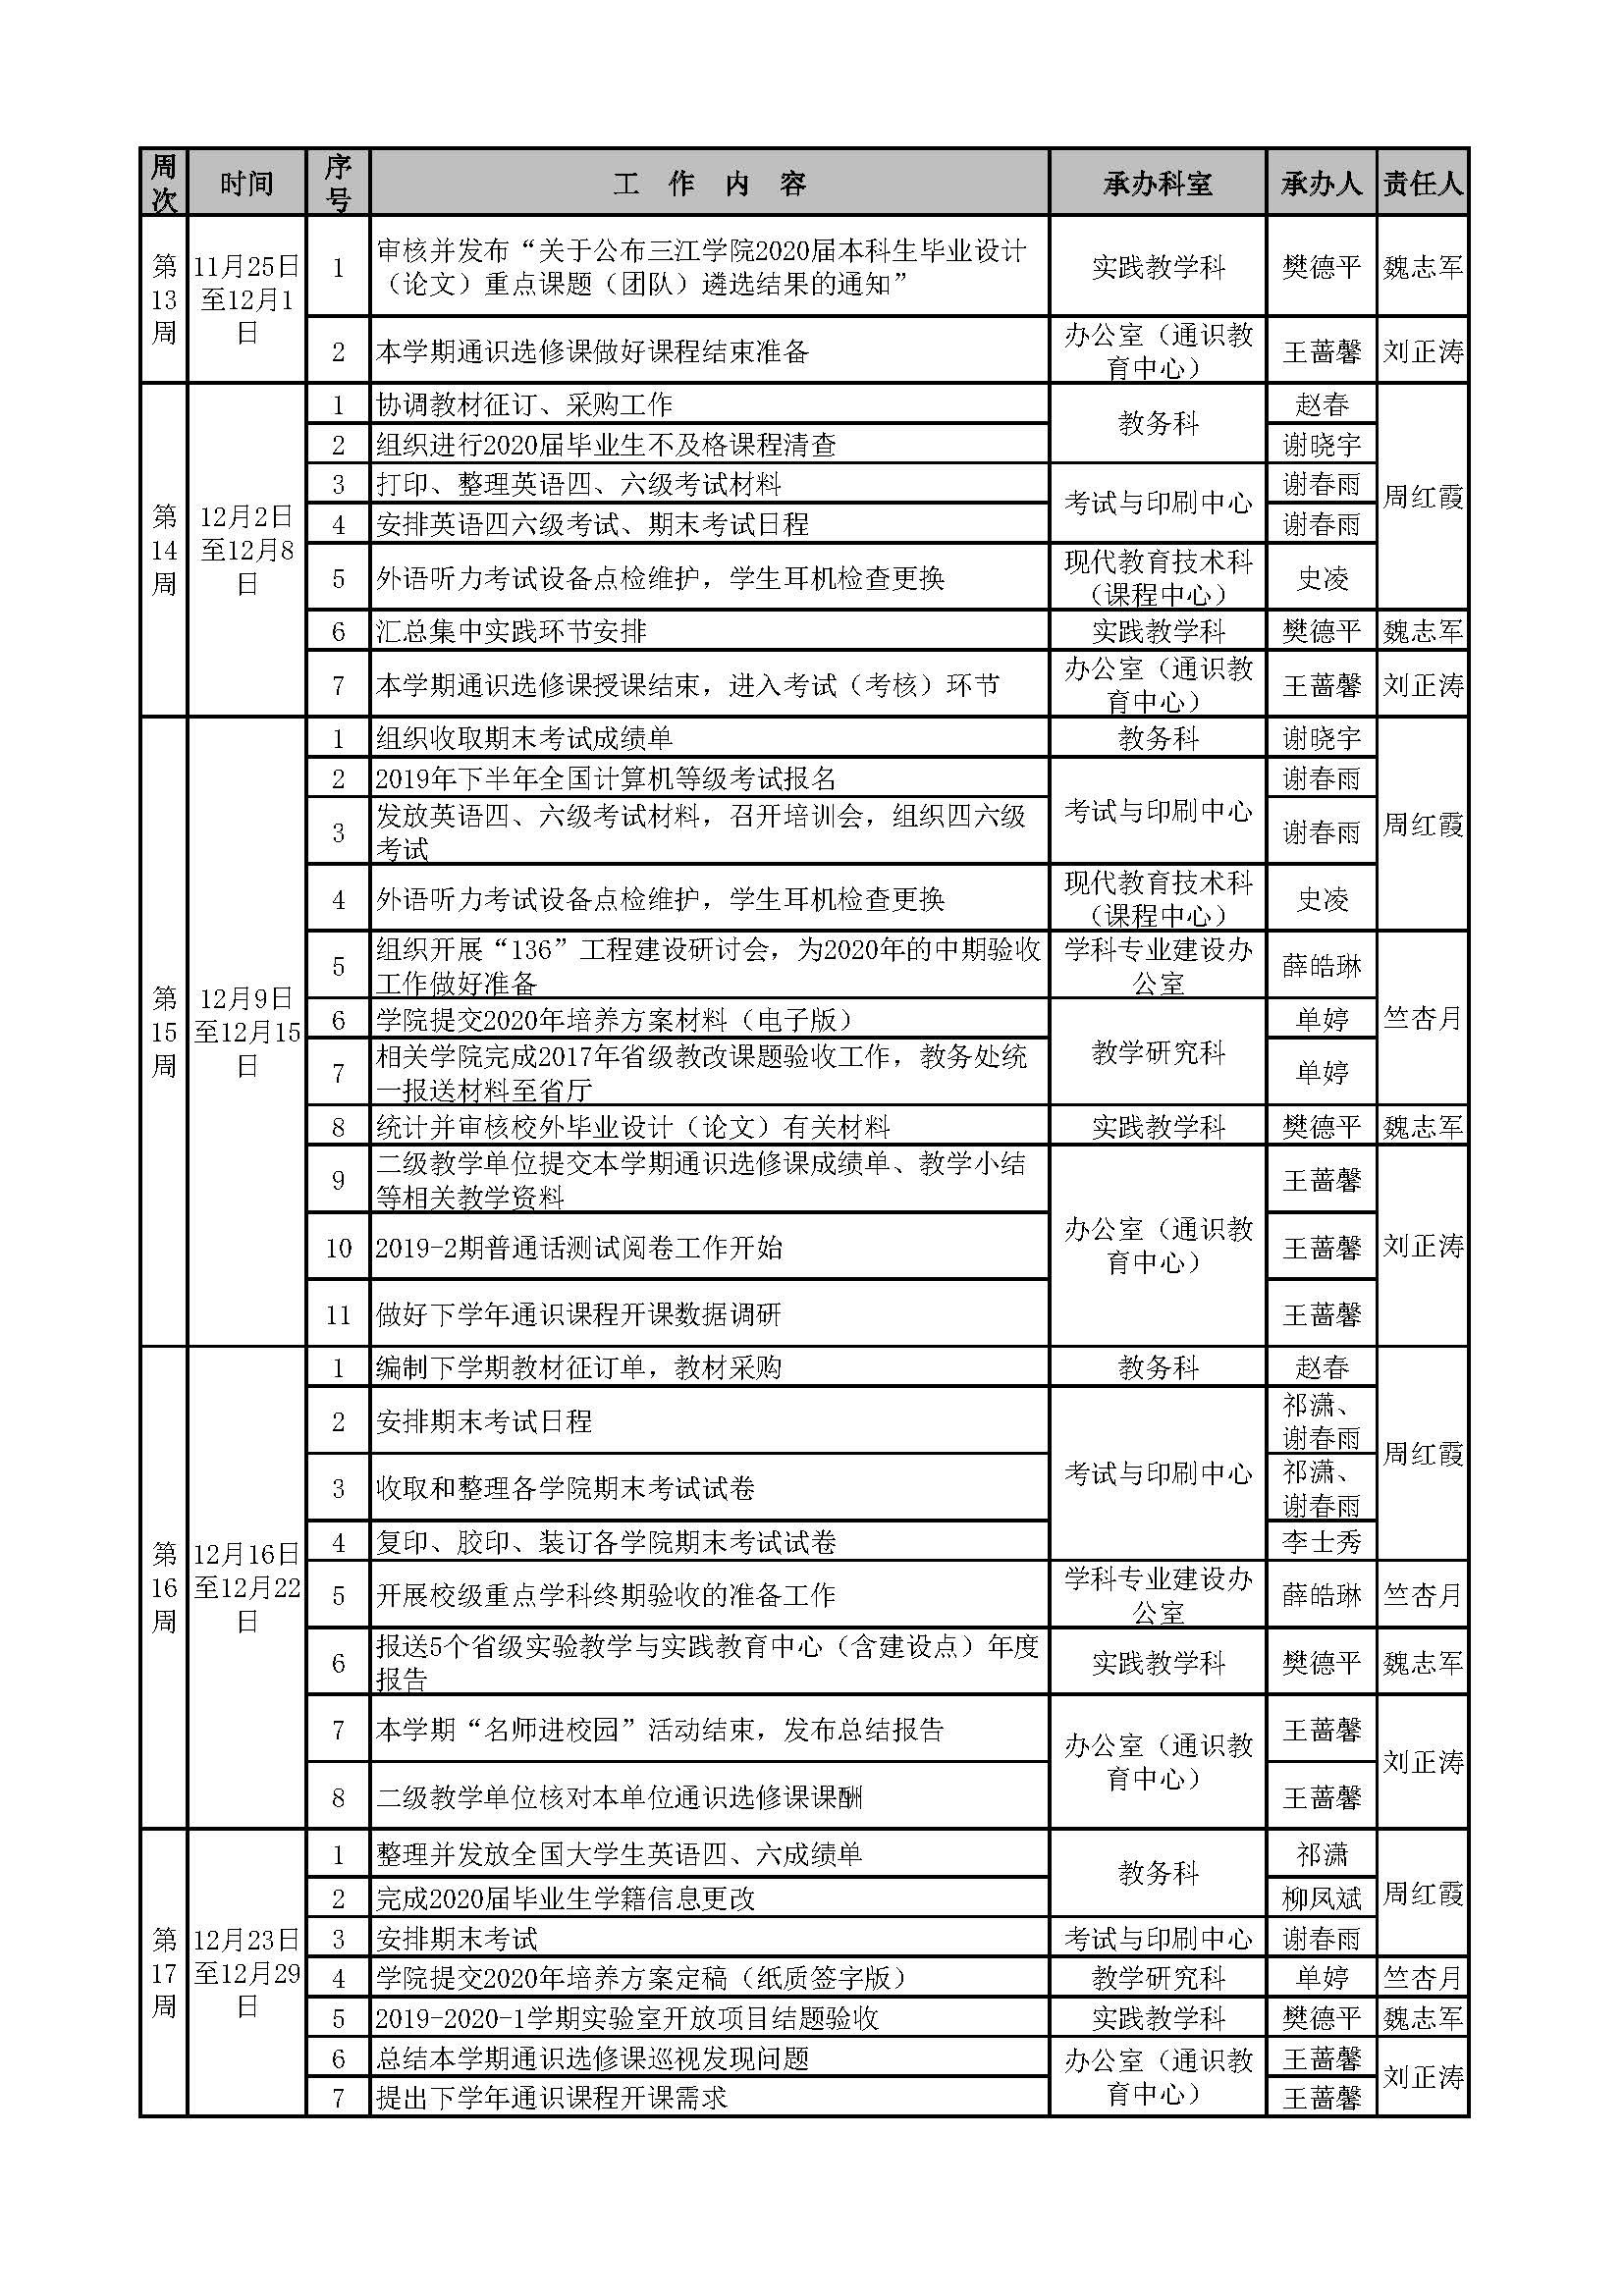 周次 时间 序号 工 作 内 容 承办科室 承办人 责任人
第13周 11月25日至12月1日
1 审核并发布“关于公布三江学院2020届本科生毕业设计
（论文）重点课题（团队）遴选结果的通知” 实践教学科 樊德平 魏志军
2 本学期通识选修课做好课程结束准备 办公室（通识教育中心） 王蔷馨 刘正涛
第14周 12月2日至12月8日
1 协调教材征订、采购工作 教务科 赵春 周红霞
2 组织进行2020届毕业生不及格课程清查 谢晓宇
3 打印、整理英语四、六级考试材料 考试与印刷中心 谢春雨
4 安排英语四六级考试、期末考试日程 谢春雨
5 外语听力考试设备点检维护，学生耳机检查更换 现代教育技术科（课程中心） 史凌
6 汇总集中实践环节安排 实践教学科 樊德平 魏志军
7 本学期通识选修课授课结束，进入考试（考核）环节 办公室（通识教育中心） 王蔷馨 刘正涛
第15周 12月9日至12月15日
1 组织收取期末考试成绩单 教务科 谢晓宇 周红霞
2 2019年下半年全国计算机等级考试报名 考试与印刷中心 谢春雨
3 发放英语四、六级考试材料，召开培训会，组织四六级
考试 谢春雨
4 外语听力考试设备点检维护，学生耳机检查更换 现代教育技术科（课程中心） 史凌
5 组织开展“136”工程建设研讨会，为2020年的中期验收
工作做好准备 学科专业建设办公室 薛皓琳 竺杏月
6 学院提交2020年培养方案材料（电子版） 教学研究科 单婷
7 相关学院完成2017年省级教改课题验收工作，教务处统
一报送材料至省厅 单婷
8 统计并审核校外毕业设计（论文）有关材料 实践教学科 樊德平 魏志军
9 二级教学单位提交本学期通识选修课成绩单、教学小结
等相关教学资料 办公室（通识教育中心） 王蔷馨 刘正涛
10 2019-2期普通话测试阅卷工作开始 王蔷馨
11 做好下学年通识课程开课数据调研 王蔷馨
第16周 12月16日至12月22日
1 编制下学期教材征订单，教材采购 教务科 赵春 周红霞
2 安排期末考试日程 考试与印刷中心 祁潇、谢春雨
3 收取和整理各学院期末考试试卷 祁潇、谢春雨
4 复印、胶印、装订各学院期末考试试卷 李士秀
5 开展校级重点学科终期验收的准备工作 学科专业建设办公室 薛皓琳 竺杏月
6 报送5个省级实验教学与实践教育中心（含建设点）年度
报告 实践教学科 樊德平 魏志军
7 本学期“名师进校园”活动结束，发布总结报告 办公室（通识教育中心） 王蔷馨 刘正涛
8 二级教学单位核对本单位通识选修课课酬 王蔷馨
第17周 12月23日至12月29日
1 整理并发放全国大学生英语四、六成绩单 教务科 祁潇 周红霞
2 完成2020届毕业生学籍信息更改 柳凤斌
3 安排期末考试 考试与印刷中心 谢春雨
4 学院提交2020年培养方案定稿（纸质签字版） 教学研究科 单婷 竺杏月
5 2019-2020-1学期实验室开放项目结题验收 实践教学科 樊德平 魏志军
6 总结本学期通识选修课巡视发现问题 办公室（通识教育中心） 王蔷馨 刘正涛
7 提出下学年通识课程开课需求 王蔷馨